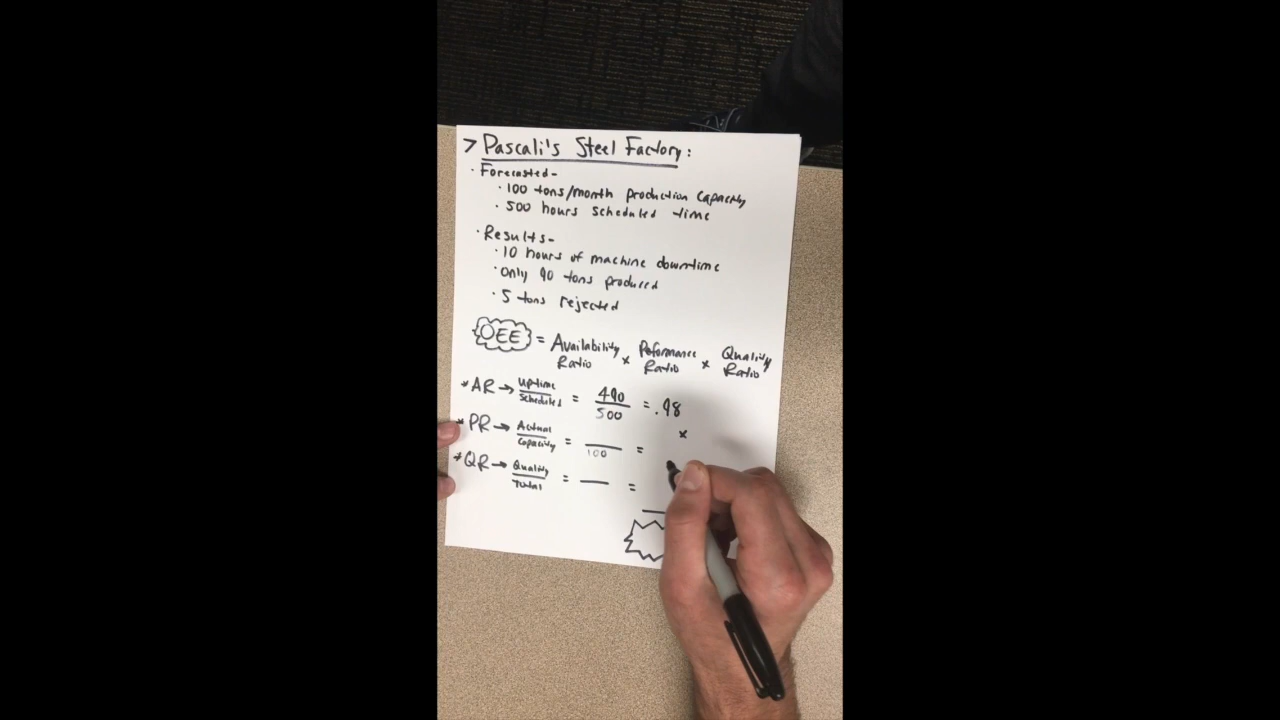 > Pascali's Steel Factory:
· Forecasted-
· 100 tons/month production capacity
· 500 hours scheduled time
· Results-
· 10 hours of machine downtime
· Only 90 tons produced
· 5 tons rejected
OEE = Availability Ratio × Peformance Ratio × Quality Ratio
* AR → Uptime/Scheduled = 490/500 = .98
×
* PR → Actual/Capacity = /100 =
* QR → Quality/Total = — =